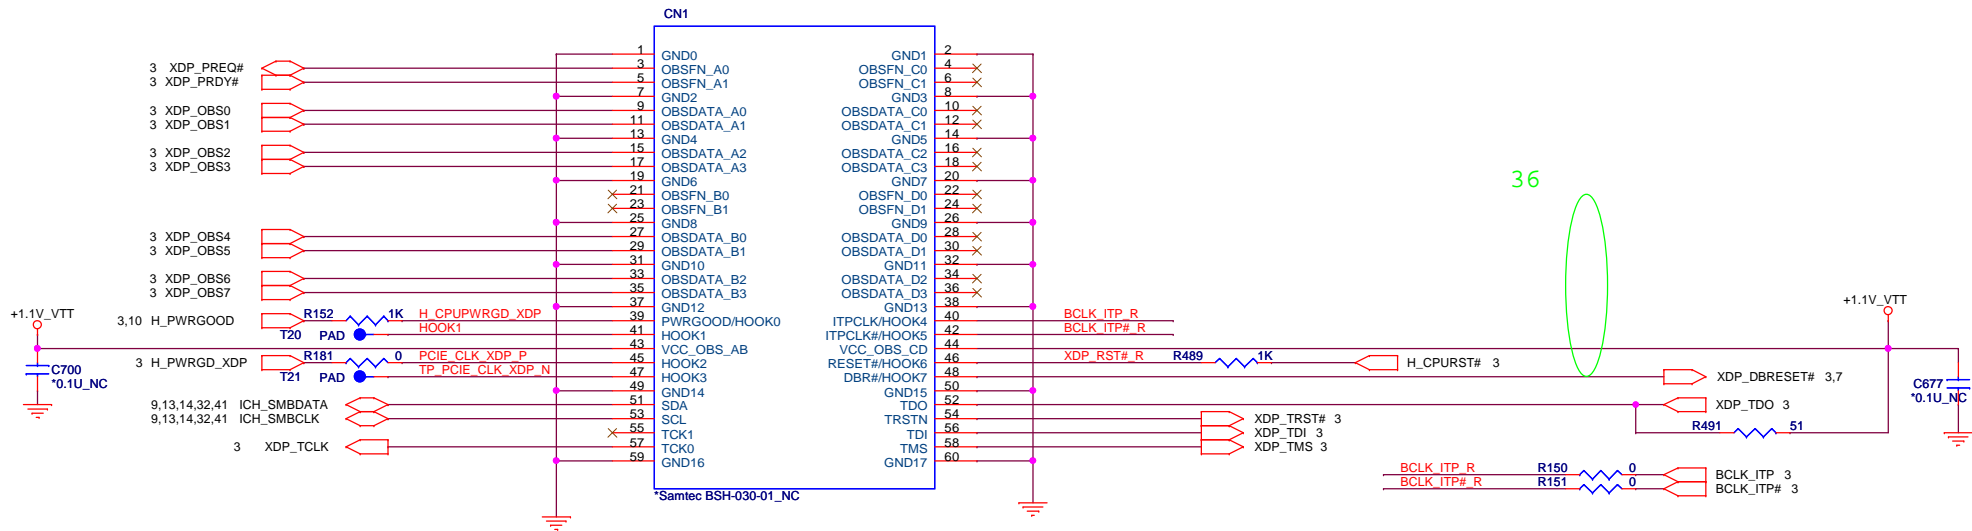 CN1
1 GND0 GND1 2
3 XDP_PREQ# 3 OBSFN_A0 OBSFN_C0 4
3 XDP_PRDY# 5 OBSFN_A1 OBSFN_C1 6
7 GND2 GND3 8
3 XDP_OBS0 9 OBSDATA_A0 OBSDATA_C0 10
3 XDP_OBS1 11 OBSDATA_A1 OBSDATA_C1 12
13 GND4 GND5 14
3 XDP_OBS2 15 OBSDATA_A2 OBSDATA_C2 16
3 XDP_OBS3 17 OBSDATA_A3 OBSDATA_C3 18
19 GND6 GND7 20
36
21 OBSFN_B0 OBSFN_D0 22
23 OBSFN_B1 OBSFN_D1 24
25 GND8 GND9 26
3 XDP_OBS4 27 OBSDATA_B0 OBSDATA_D0 28
3 XDP_OBS5 29 OBSDATA_B1 OBSDATA_D1 30
31 GND10 GND11 32
3 XDP_OBS6 33 OBSDATA_B2 OBSDATA_D2 34
3 XDP_OBS7 35 OBSDATA_B3 OBSDATA_D3 36
37 GND12 GND13 38
+1.1V_VTT +1.1V_VTT
3,10 H_PWRGOOD R152 1K H_CPUPWRGD_XDP 39 PWRGOOD/HOOK0 ITPCLK/HOOK4 40 BCLK_ITP_R
T20 PAD HOOK1 41 HOOK1 ITPCLK#/HOOK5 42 BCLK_ITP#_R
43 VCC_OBS_AB VCC_OBS_CD 44
3 H_PWRGD_XDP R181 0 PCIE_CLK_XDP_P 45 HOOK2 RESET#/HOOK6 46 XDP_RST#_R R489 1K H_CPURST# 3
T21 PAD TP_PCIE_CLK_XDP_N 47 HOOK3 DBR#/HOOK7 48 XDP_DBRESET# 3,7
C700
*0.1U_NC
C677
*0.1U_NC
49 GND14 GND15 50
9,13,14,32,41 ICH_SMBDATA 51 SDA TDO 52 XDP_TDO 3
9,13,14,32,41 ICH_SMBCLK 53 SCL TRSTN 54 XDP_TRST# 3
R491 51
55 TCK1 TDI 56 XDP_TDI 3
3 XDP_TCLK 57 TCK0 TMS 58 XDP_TMS 3
59 GND16 GND17 60
BCLK_ITP_R R150 0 BCLK_ITP 3
BCLK_ITP#_R R151 0 BCLK_ITP# 3
*Samtec BSH-030-01_NC